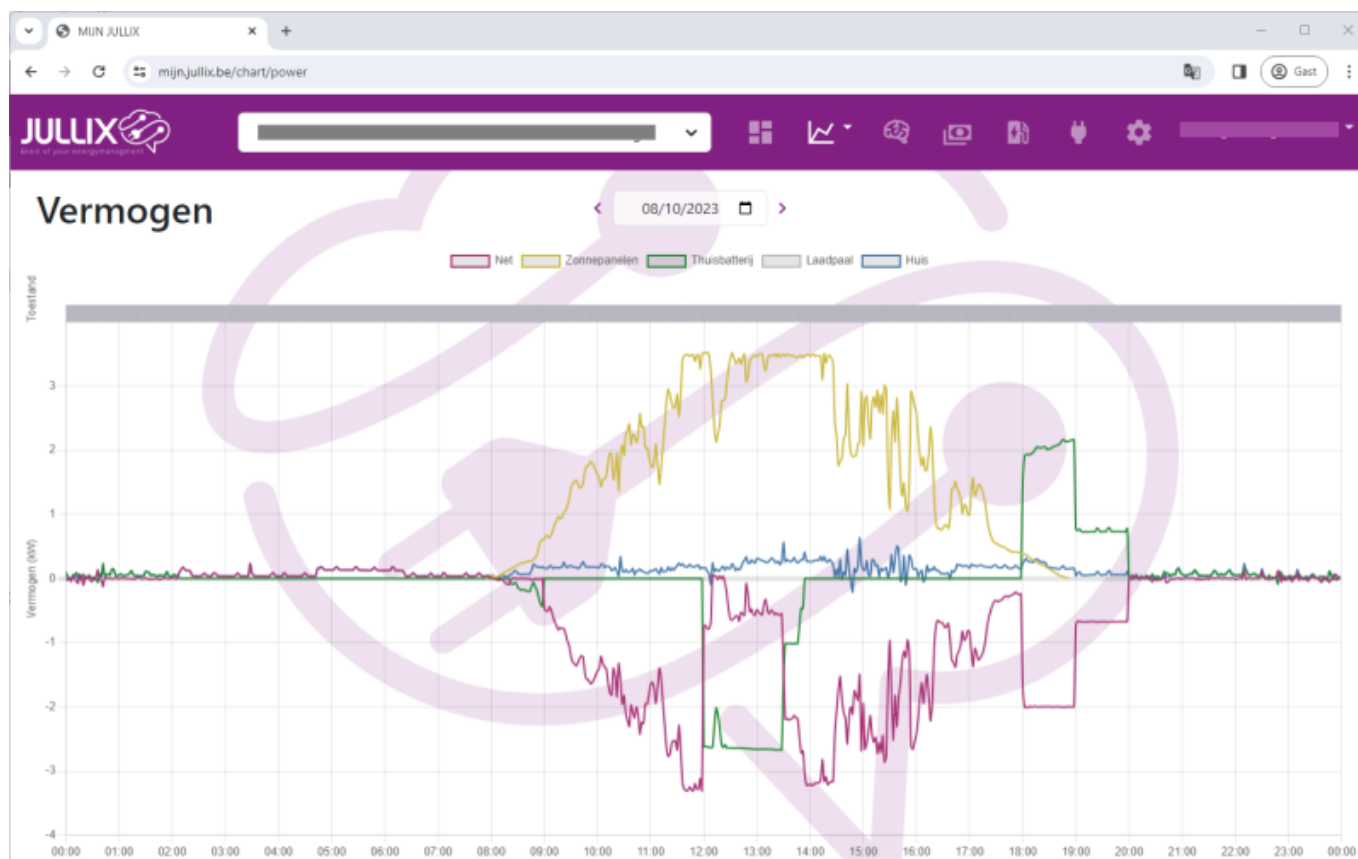 MIJN JULLIX
mijn.jullix.be/chart/power
Gast
JULLIX
Brain of your energymanagment
Vermogen
08/10/2023
Net Zonnepanelen Thuisbatterij Laadpaal Huis
Toestand
Vermogen (kW)
3
2
1
0
-1
-2
-3
-4
00:00 01:00 02:00 03:00 04:00 05:00 06:00 07:00 08:00 09:00 10:00 11:00 12:00 13:00 14:00 15:00 16:00 17:00 18:00 19:00 20:00 21:00 22:00 23:00 00:00